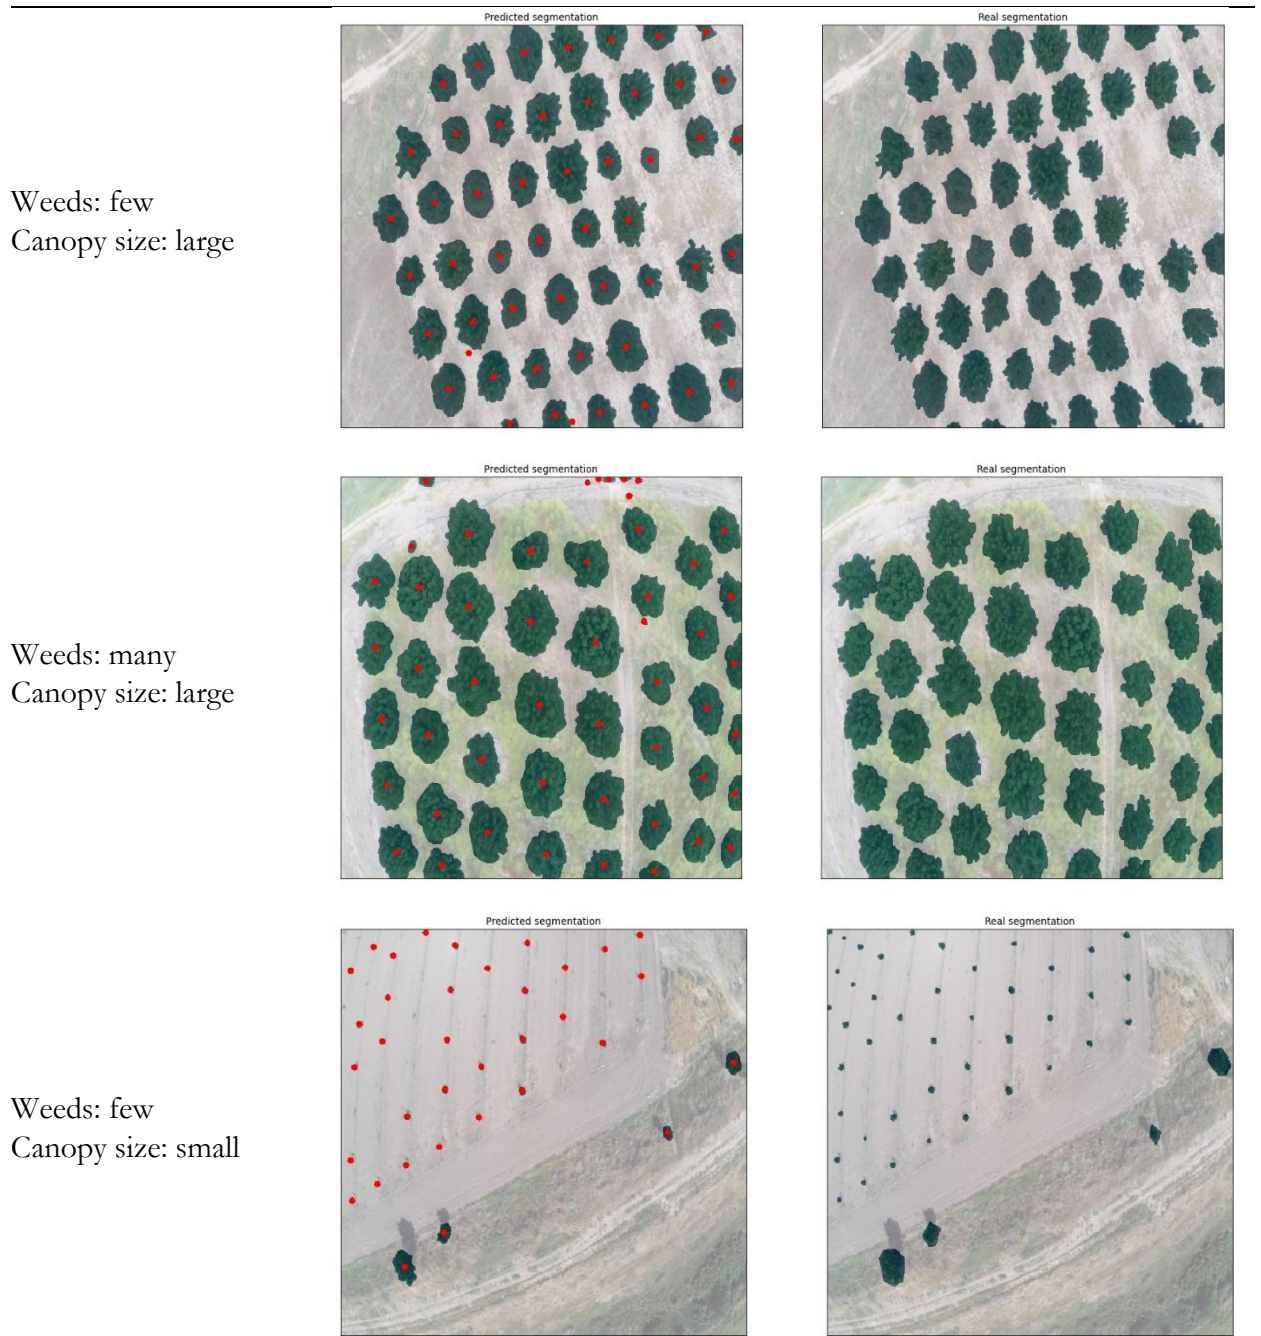 Predicted segmentation
Real segmentation
Weeds: few
Canopy size: large
Predicted segmentation
Real segmentation
Weeds: many
Canopy size: large
Predicted segmentation
Real segmentation
Weeds: few
Canopy size: small